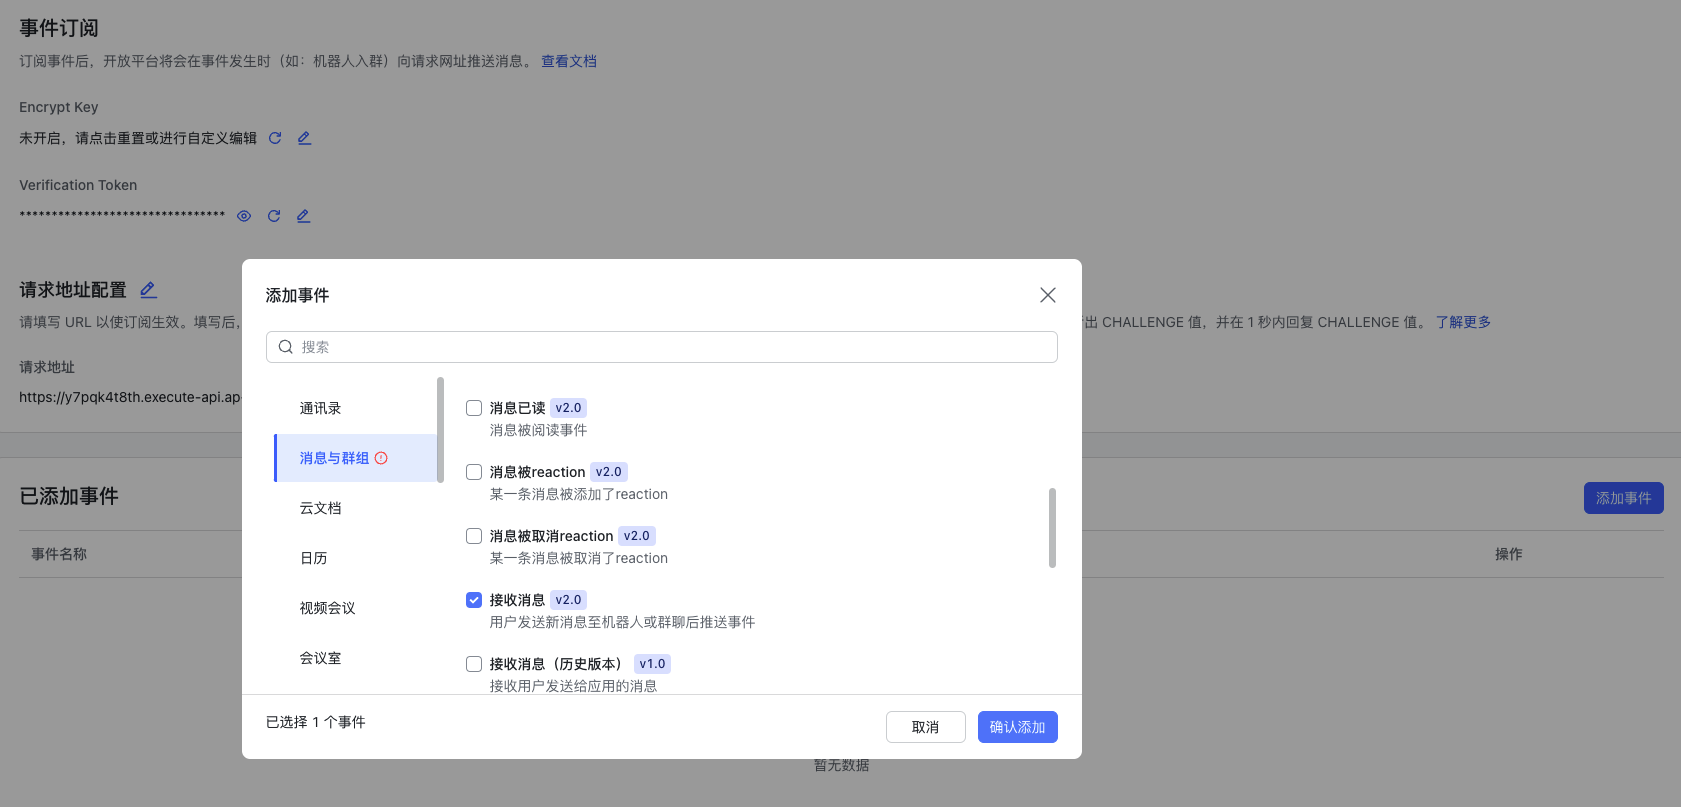 事件订阅
订阅事件后，开放平台将会在事件发生时（如：机器人入群）向请求网址推送消息。 查看文档
Encrypt Key
未开启，请点击重置或进行自定义编辑
Verification Token
********************************
请求地址配置
请填写 URL 以使订阅生效。填写后，
出 CHALLENGE 值，并在 1 秒内回复 CHALLENGE 值。 了解更多
请求地址
https://y7pqk4t8th.execute-api.ap
已添加事件
添加事件
事件名称
操作
暂无数据
添加事件
搜索
通讯录
消息与群组
云文档
日历
视频会议
会议室
消息已读 v2.0
消息被阅读事件
消息被reaction v2.0
某一条消息被添加了reaction
消息被取消reaction v2.0
某一条消息被取消了reaction
接收消息 v2.0
用户发送新消息至机器人或群聊后推送事件
接收消息（历史版本） v1.0
接收用户发送给应用的消息
已选择 1 个事件
取消
确认添加